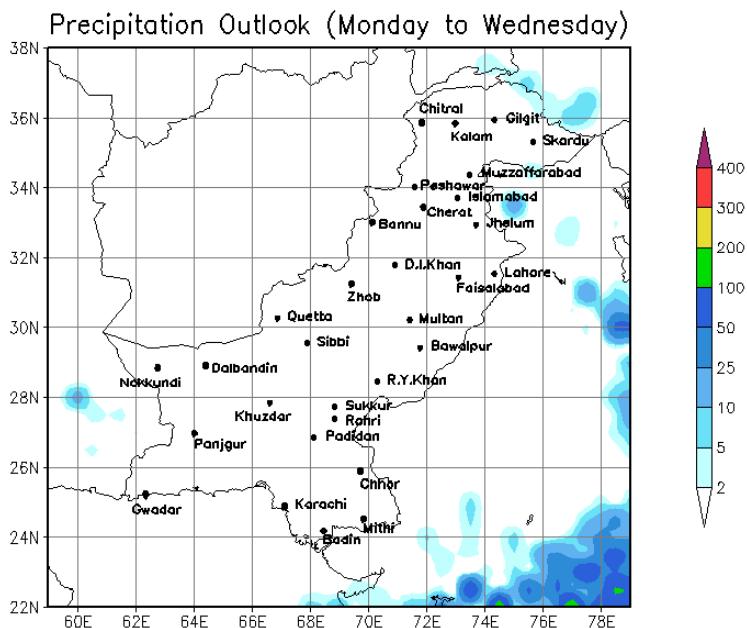 Precipitation Outlook (Monday to Wednesday)
38N
36N
34N
32N
30N
28N
26N
24N
22N
60E
62E
64E
66E
68E
70E
72E
74E
76E
78E
Chitral
Kalam
Gilgit
Skardu
Muzzaffarabad
Peshawar
Islamabad
Cherat
Bannu
Jhelum
D.I.Khan
Lahore
Faisalabad
Zhob
Quetta
Multan
Sibbi
Bawalpur
Dalbandin
Nokkundi
R.Y.Khan
Khuzdar
Sukkur
Rohri
Padidan
Panjgur
Chhor
Gwadar
Karachi
Mithi
Badin
400
300
200
100
50
25
10
5
2